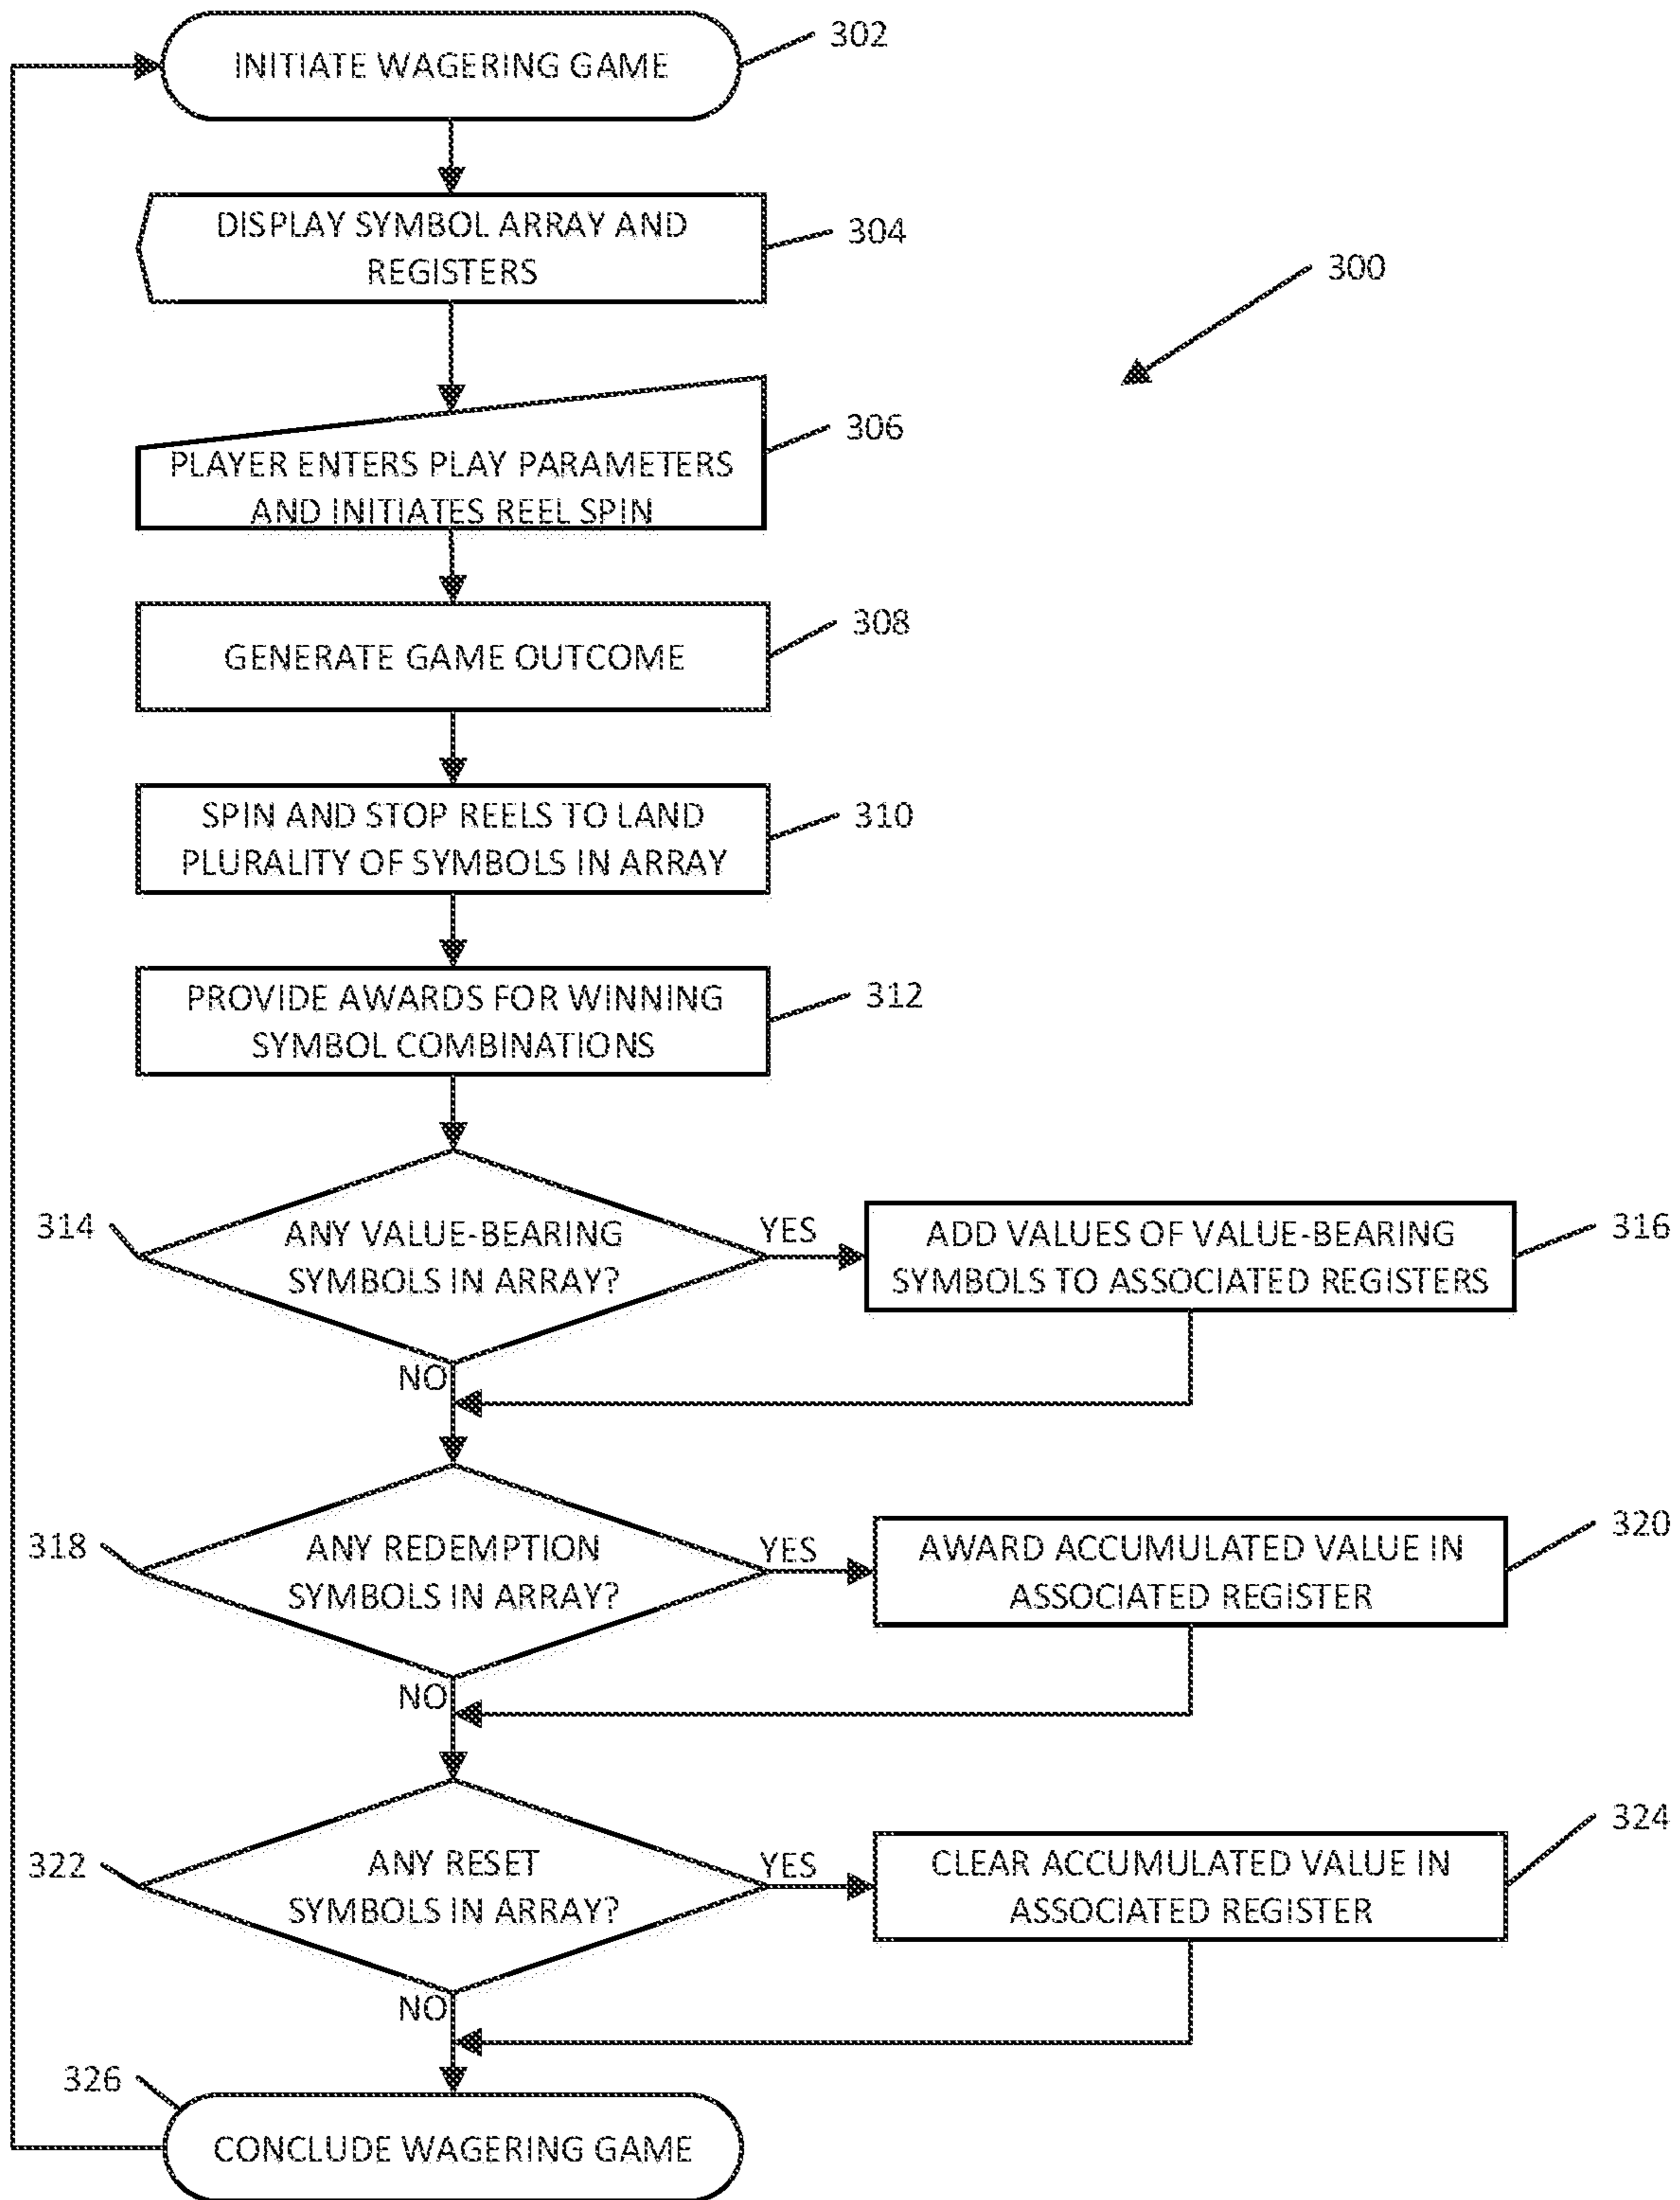 INITIATE WAGERING GAME
302
DISPLAY SYMBOL ARRAY AND
REGISTERS
304
300
PLAYER ENTERS PLAY PARAMETERS
AND INITIATES REEL SPIN
306
GENERATE GAME OUTCOME
308
SPIN AND STOP REELS TO LAND
PLURALITY OF SYMBOLS IN ARRAY
310
PROVIDE AWARDS FOR WINNING
SYMBOL COMBINATIONS
312
314
ANY VALUE-BEARING
SYMBOLS IN ARRAY?
YES
ADD VALUES OF VALUE-BEARING
SYMBOLS TO ASSOCIATED REGISTERS
316
NO
318
ANY REDEMPTION
SYMBOLS IN ARRAY?
YES
AWARD ACCUMULATED VALUE IN
ASSOCIATED REGISTER
320
NO
322
ANY RESET
SYMBOLS IN ARRAY?
YES
CLEAR ACCUMULATED VALUE IN
ASSOCIATED REGISTER
324
NO
326
CONCLUDE WAGERING GAME